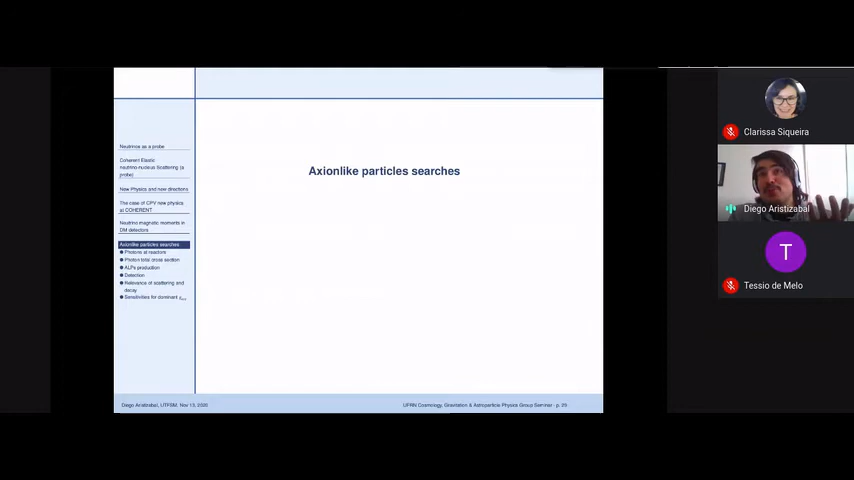 Axionlike particles searches
Neutrinos as a probe
Coherent Elastic
neutrino-nucleus Scattering (a
probe)
New Physics and new directions
The case of CPV new physics
at COHERENT
Neutrino magnetic moments in
DM detectors
Axionlike particles searches
Photons at reactors
Photon total cross section
ALPs production
Detection
Relevance of scattering and
decay
Sensitivities for dominant
Diego Aristizabal, UTFSM, Nov 13, 2020
UFRN Cosmology, Gravitation & Astroparticle Physics Group Seminar - p. 29
Clarissa Siqueira
Diego Aristizabal
T
Tessio de Melo